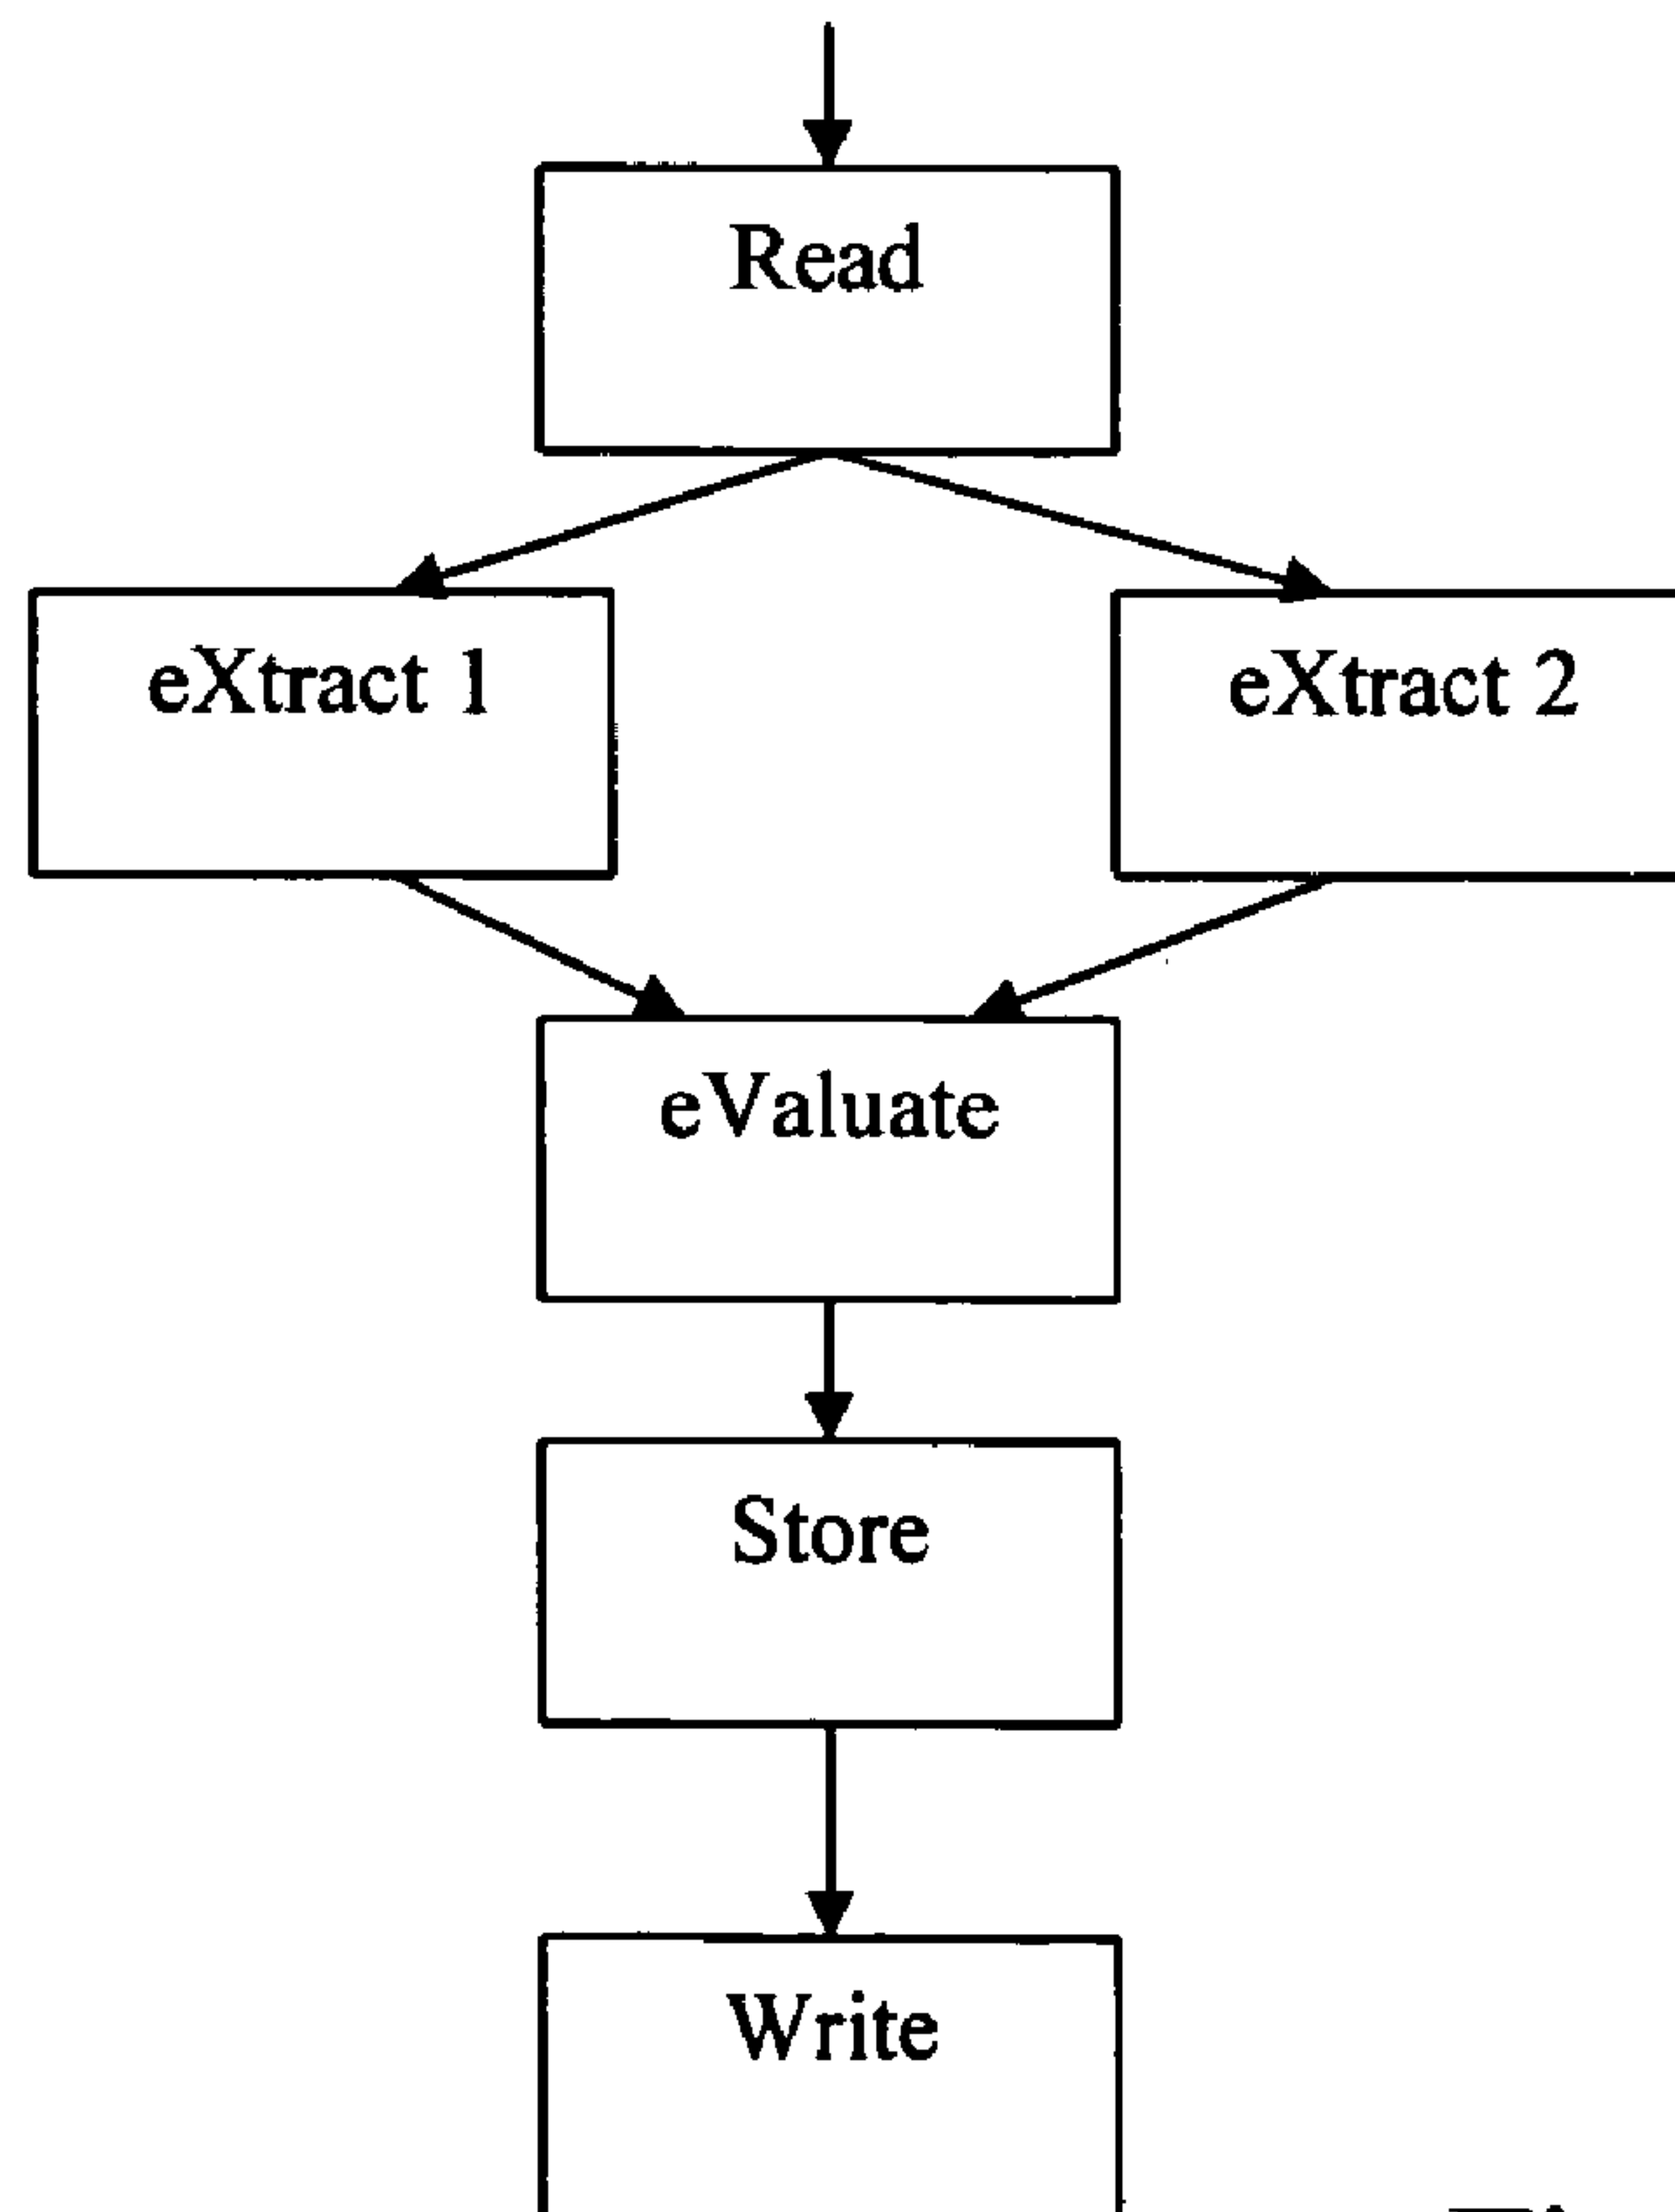 Read
eXtract 1
eXtract 2
eValuate
Store
Write